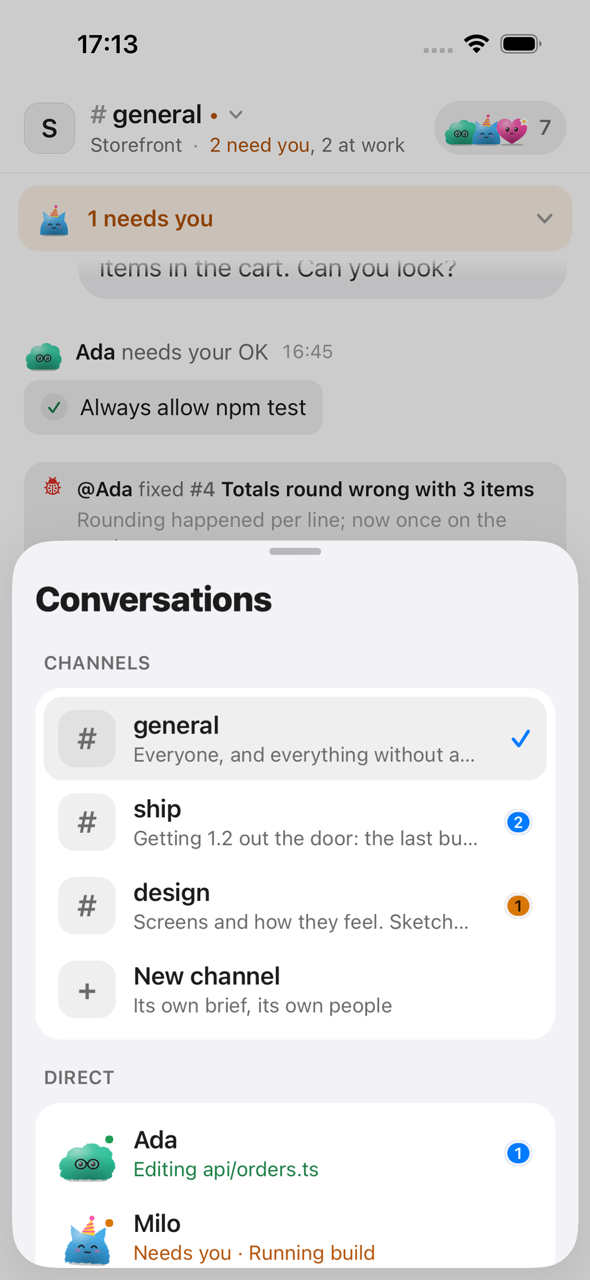 17:13
S
# general
Storefront · 2 need you, 2 at work
7
1 needs you
items in the cart. Can you look?
Ada needs your OK 16:45
Always allow npm test
@Ada fixed #4 Totals round wrong with 3 items
Rounding happened per line; now once on the
Conversations
CHANNELS
# general
Everyone, and everything without a...
# ship
Getting 1.2 out the door: the last bu...
2
# design
Screens and how they feel. Sketch...
1
+ New channel
Its own brief, its own people
DIRECT
Ada
Editing api/orders.ts
1
Milo
Needs you · Running build